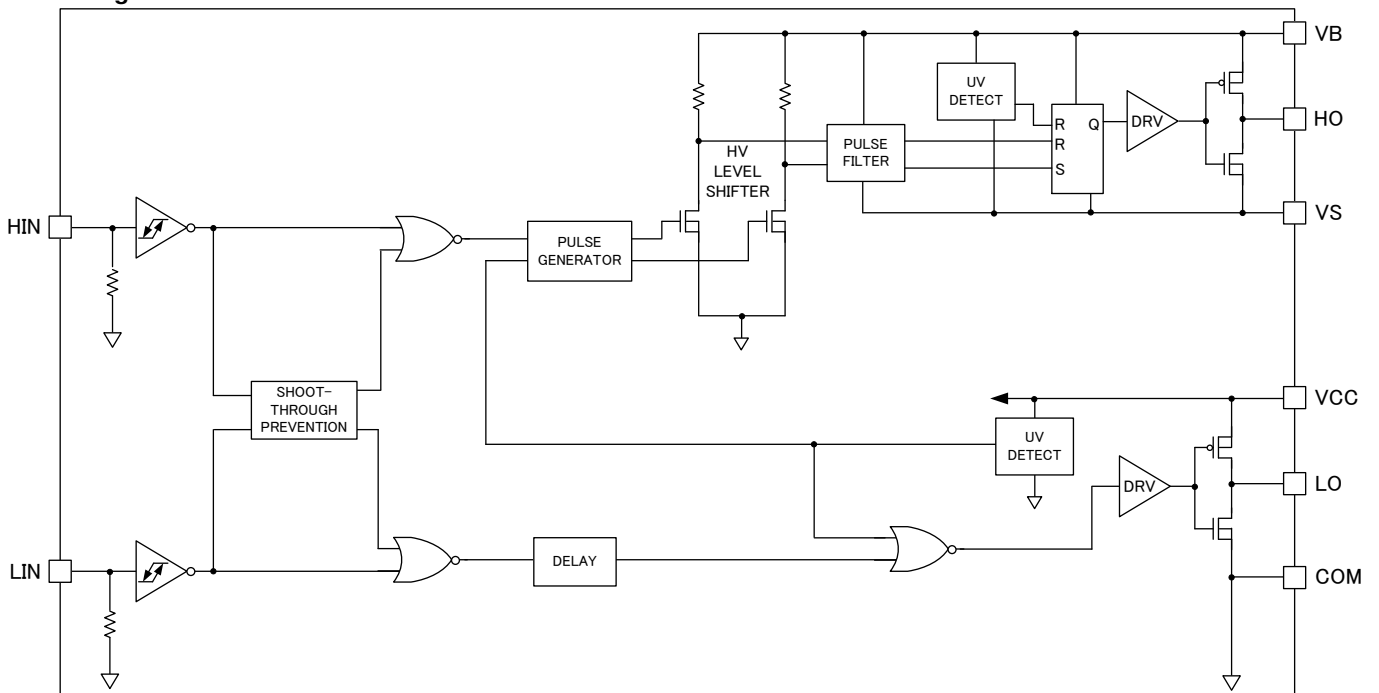 VB
UV
DETECT
R
Q
DRV
HO
R
PULSE
FILTER
HV
LEVEL
SHIFTER
S
VS
HIN
PULSE
GENERATOR
SHOOT-
THROUGH
PREVENTION
VCC
UV
DETECT
DRV
LO
LIN
DELAY
COM